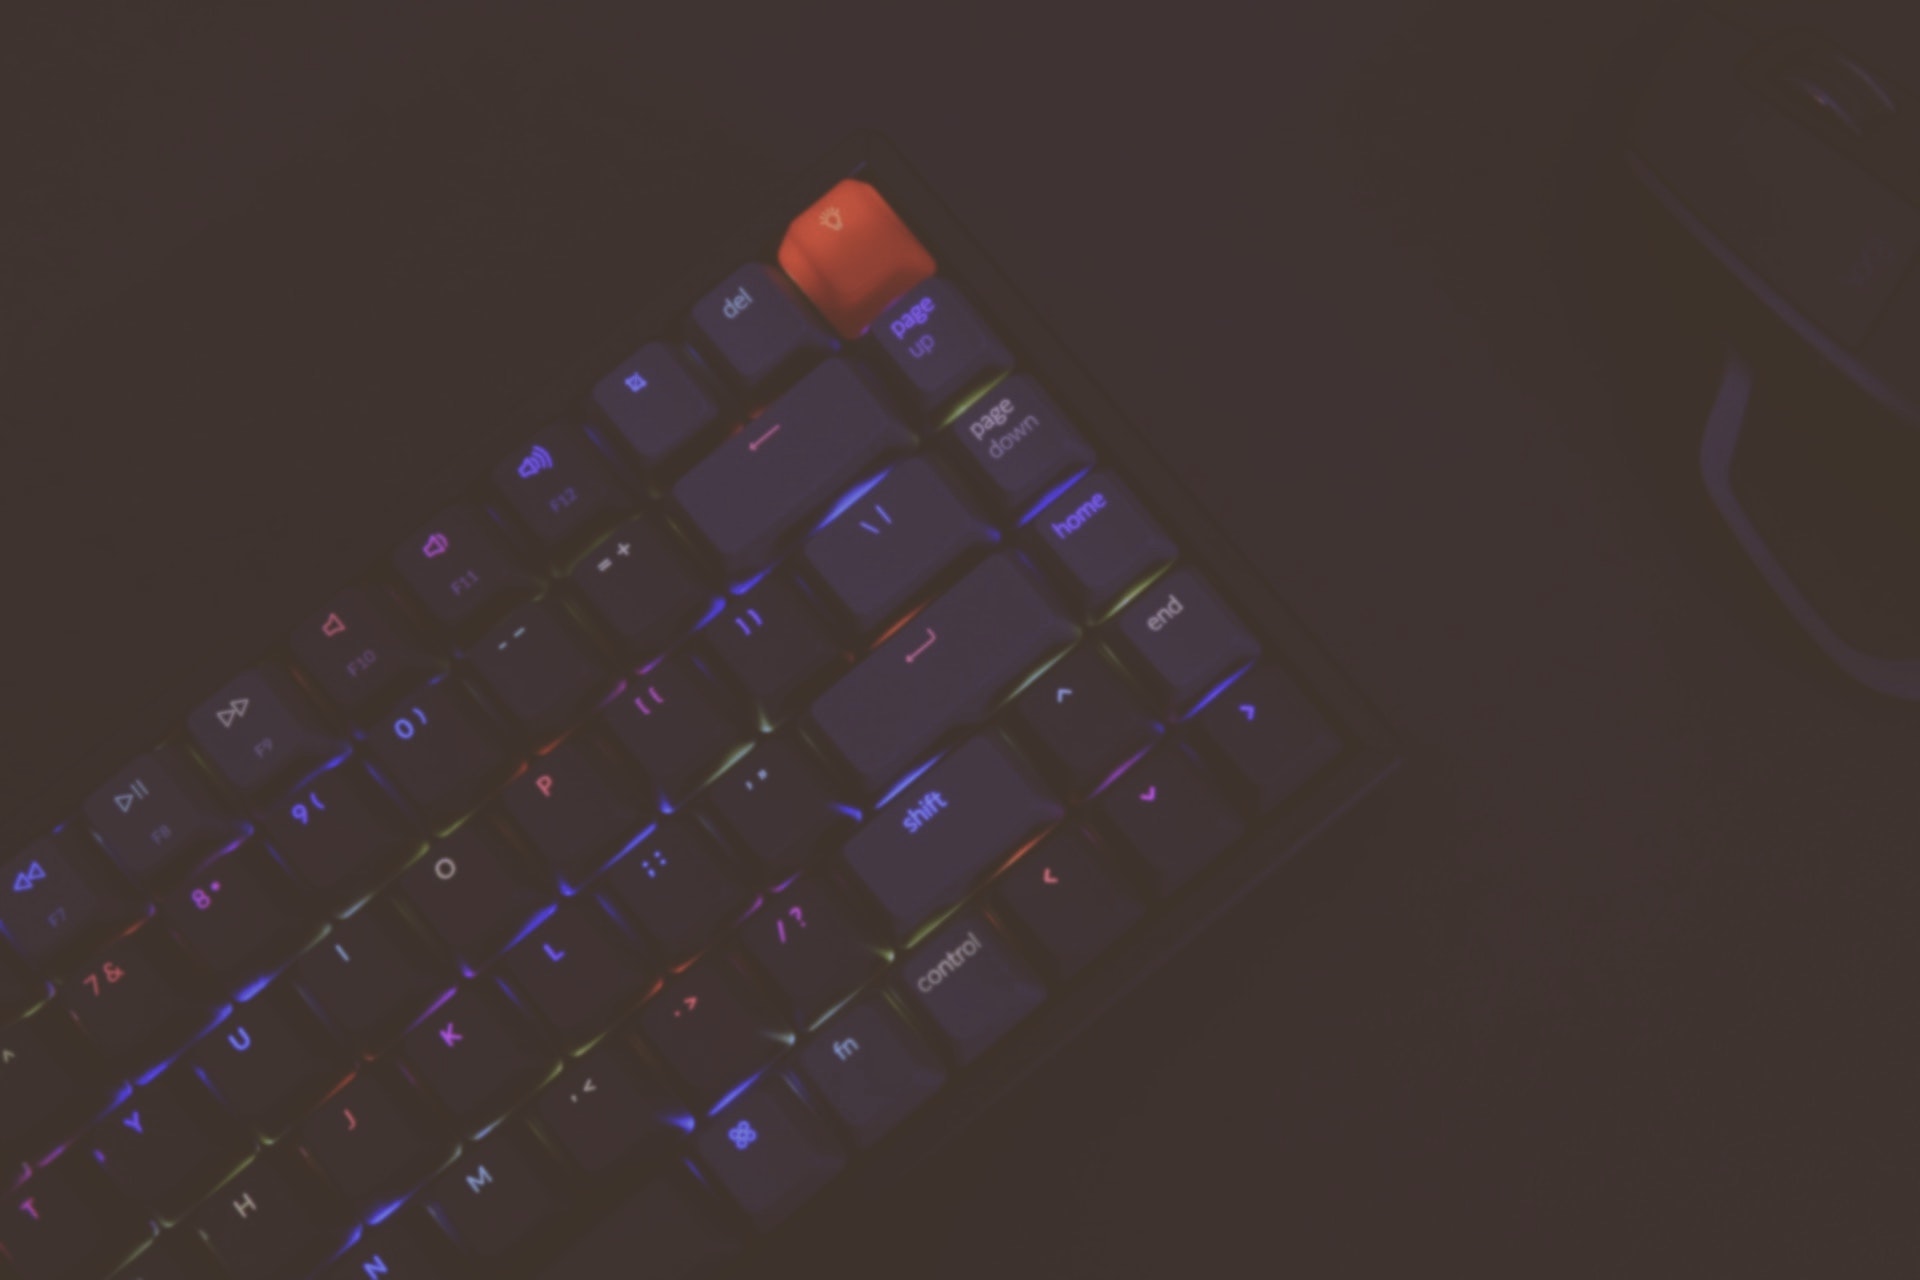 del
F12
F11
F10
F9
F8
F7
page
up
= +
- -
0 )
9 (
8 *
7 &
^
page
down
\ |
] }
[ {
P
O
I
U
Y
T
home
' "
; :
L
K
J
H
end
shift
/ ?
. >
, <
M
N
control
fn